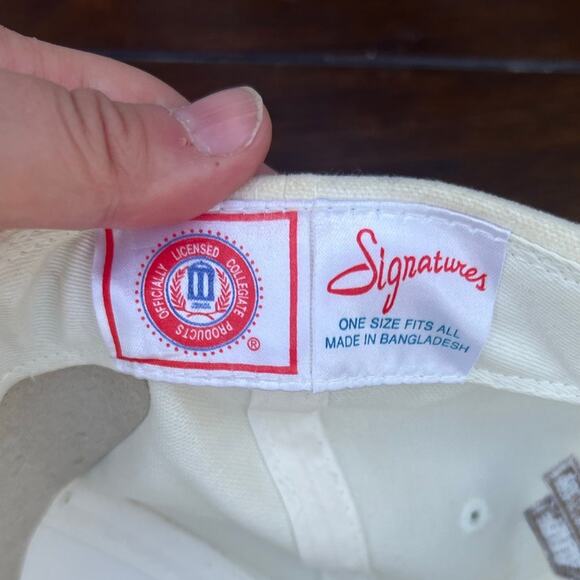 OFFICIALLY LICENSED COLLEGIATE PRODUCTS
®
Signatures
ONE SIZE FITS ALL
MADE IN BANGLADESH